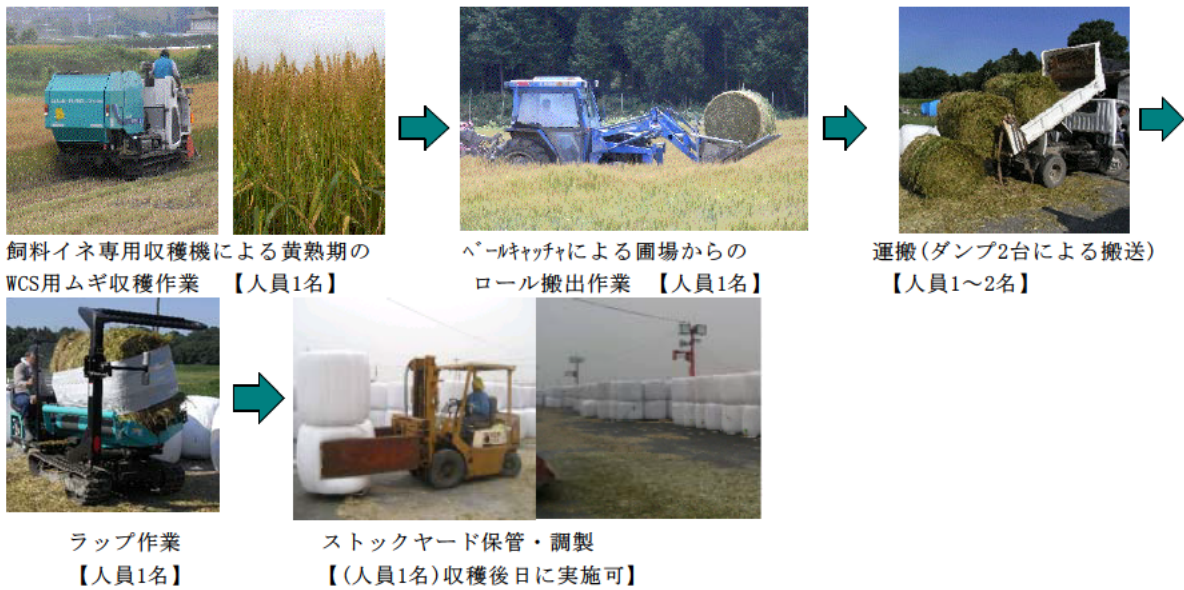 飼料イネ専用収穫機による黄熟期の
WCS用ムギ収穫作業 【人員1名】
ﾍﾞｰﾙｷｬｯﾁｬによる圃場からの
ロール搬出作業 【人員1名】
運搬(ダンプ2台による搬送)
【人員1～2名】
ラップ作業
【人員1名】
ストックヤード保管・調製
【(人員1名)収穫後日に実施可】